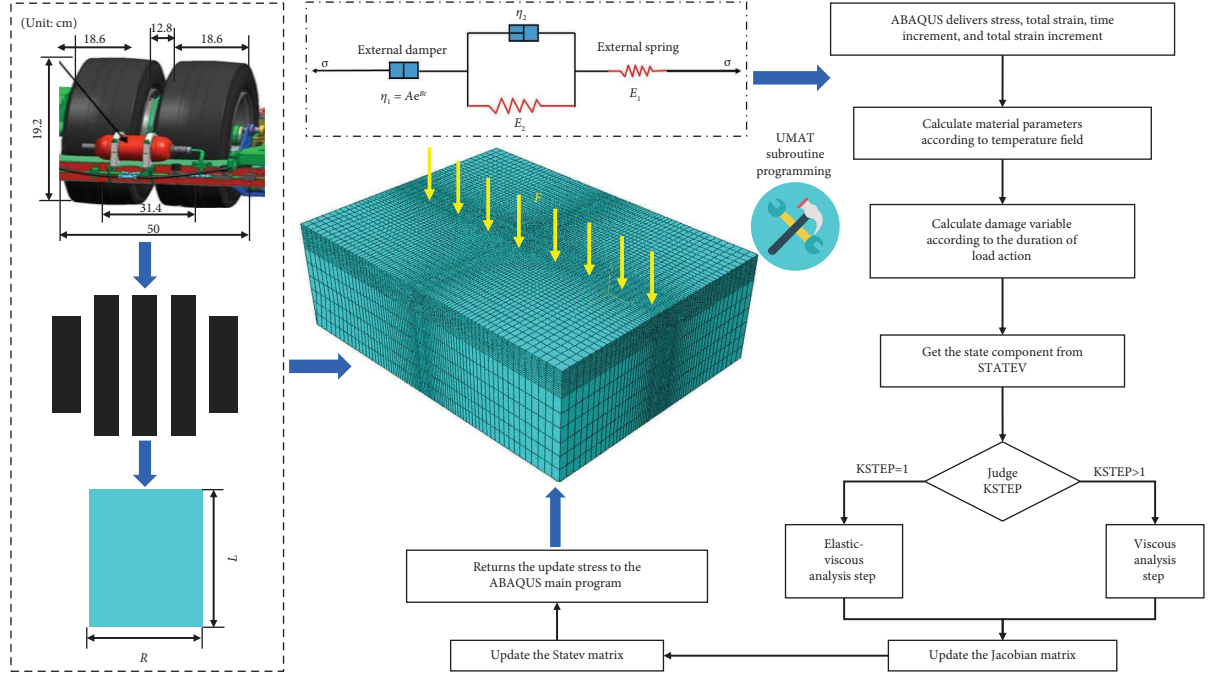 (Unit: cm)
12.8
18.6
18.6
19.2
31.4
50
L
R
η₂
External damper
External spring
σ
σ
η₁ = Ae^{Bt}
E₁
E₂
F
UMAT
subroutine
programming
ABAQUS delivers stress, total strain, time
increment, and total strain increment
Calculate material parameters
according to temperature field
Calculate damage variable
according to the duration of
load action
Get the state component from
STATEV
Judge
KSTEP
KSTEP=1
KSTEP>1
Elastic-
viscous
analysis step
Viscous
analysis
step
Update the Jacobian matrix
Update the Statev matrix
Returns the update stress to the
ABAQUS main program